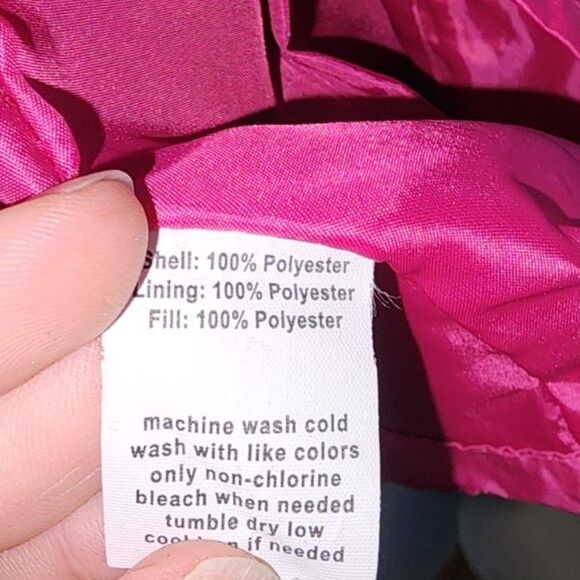 Shell: 100% Polyester
Lining: 100% Polyester
Fill: 100% Polyester
machine wash cold
wash with like colors
only non-chlorine
bleach when needed
tumble dry low
cool if needed